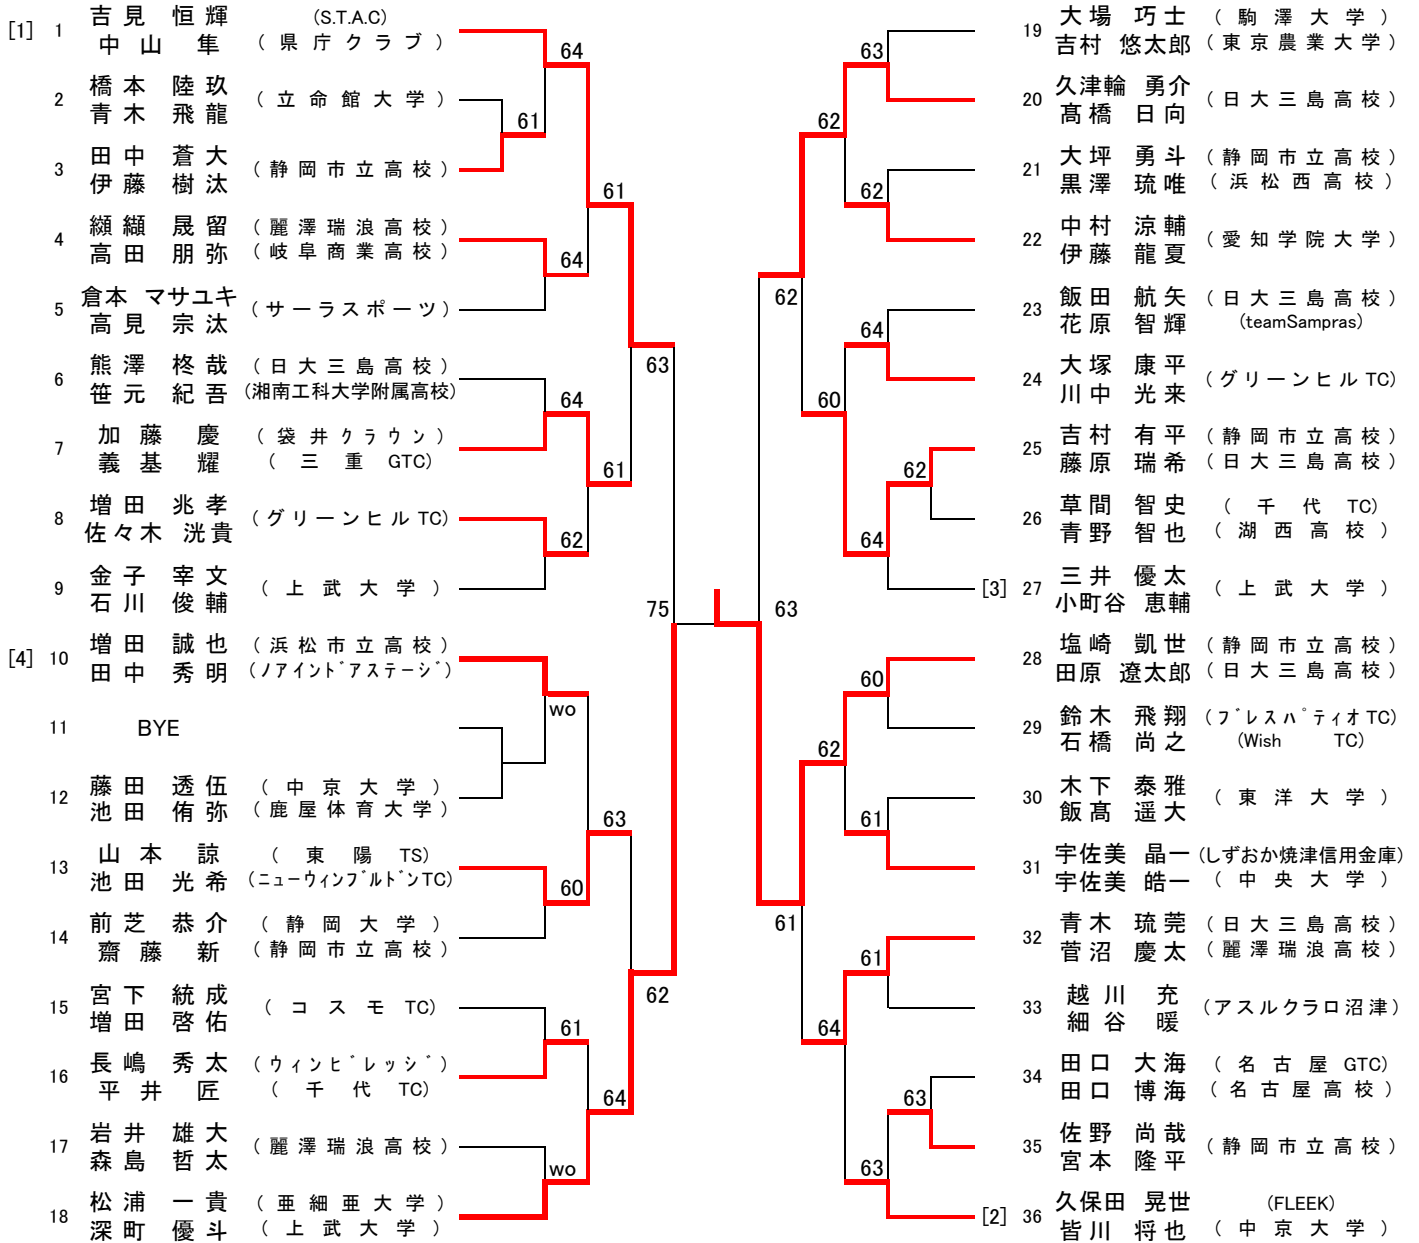 [1] 1 吉見 恒輝 (S.T.A.C)
中山 隼 (県庁クラブ)
64
2 橋本 陸玖 (立命館大学)
青木 飛龍
61
3 田中 蒼大 (静岡市立高校)
伊藤 樹汰
61
4 纐纈 晟留 (麗澤瑞浪高校)
高田 朋弥 (岐阜商業高校)
64
5 倉本 マサユキ (サーラスポーツ)
高見 宗汰
63
6 熊澤 柊哉 (日大三島高校)
笹元 紀吾 (湘南工科大学附属高校)
64
7 加藤 慶 (袋井クラウン)
義基 耀 (三重 GTC)
61
8 増田 兆孝 (グリーンヒル TC)
佐々木 洸貴
62
9 金子 宰文 (上武大学)
石川 俊輔
75
[4] 10 増田 誠也 (浜松市立高校)
田中 秀明 (ノアインドアステージ)
wo
11 BYE
12 藤田 透伍 (中京大学)
池田 侑弥 (鹿屋体育大学)
63
13 山本 諒 (東陽 TS)
池田 光希 (ニューウィンブルドンTC)
60
14 前芝 恭介 (静岡大学)
齋藤 新 (静岡市立高校)
62
15 宮下 統成 (コスモ TC)
増田 啓佑
61
16 長嶋 秀太 (ウィンビレッジ)
平井 匠 (千代 TC)
64
17 岩井 雄大 (麗澤瑞浪高校)
森島 哲太
wo
18 松浦 一貴 (亜細亜大学)
深町 優斗 (上武大学)
19 大場 巧士 (駒澤大学)
吉村 悠太郎 (東京農業大学)
63
20 久津輪 勇介 (日大三島高校)
髙橋 日向
62
21 大坪 勇斗 (静岡市立高校)
黒澤 琉唯 (浜松西高校)
62
22 中村 涼輔 (愛知学院大学)
伊藤 龍夏
62
23 飯田 航矢 (日大三島高校)
花原 智輝 (teamSampras)
64
24 大塚 康平 (グリーンヒル TC)
川中 光来
60
25 吉村 有平 (静岡市立高校)
藤原 瑞希 (日大三島高校)
62
26 草間 智史 (千代 TC)
青野 智也 (湖西高校)
64
[3] 27 三井 優太 (上武大学)
小町谷 恵輔
63
28 塩崎 凱世 (静岡市立高校)
田原 遼太郎 (日大三島高校)
60
29 鈴木 飛翔 (ブレスパティオTC)
石橋 尚之 (Wish TC)
62
30 木下 泰雅 (東洋大学)
飯髙 遥大
61
31 宇佐美 晶一 (しずおか焼津信用金庫)
宇佐美 皓一 (中央大学)
61
32 青木 琉莞 (日大三島高校)
菅沼 慶太 (麗澤瑞浪高校)
61
33 越川 充 (アスルクラロ沼津)
細谷 暖
64
34 田口 大海 (名古屋 GTC)
田口 博海 (名古屋高校)
63
35 佐野 尚哉 (静岡市立高校)
宮本 隆平
63
[2] 36 久保田 晃世 (FLEEK)
皆川 将也 (中京大学)